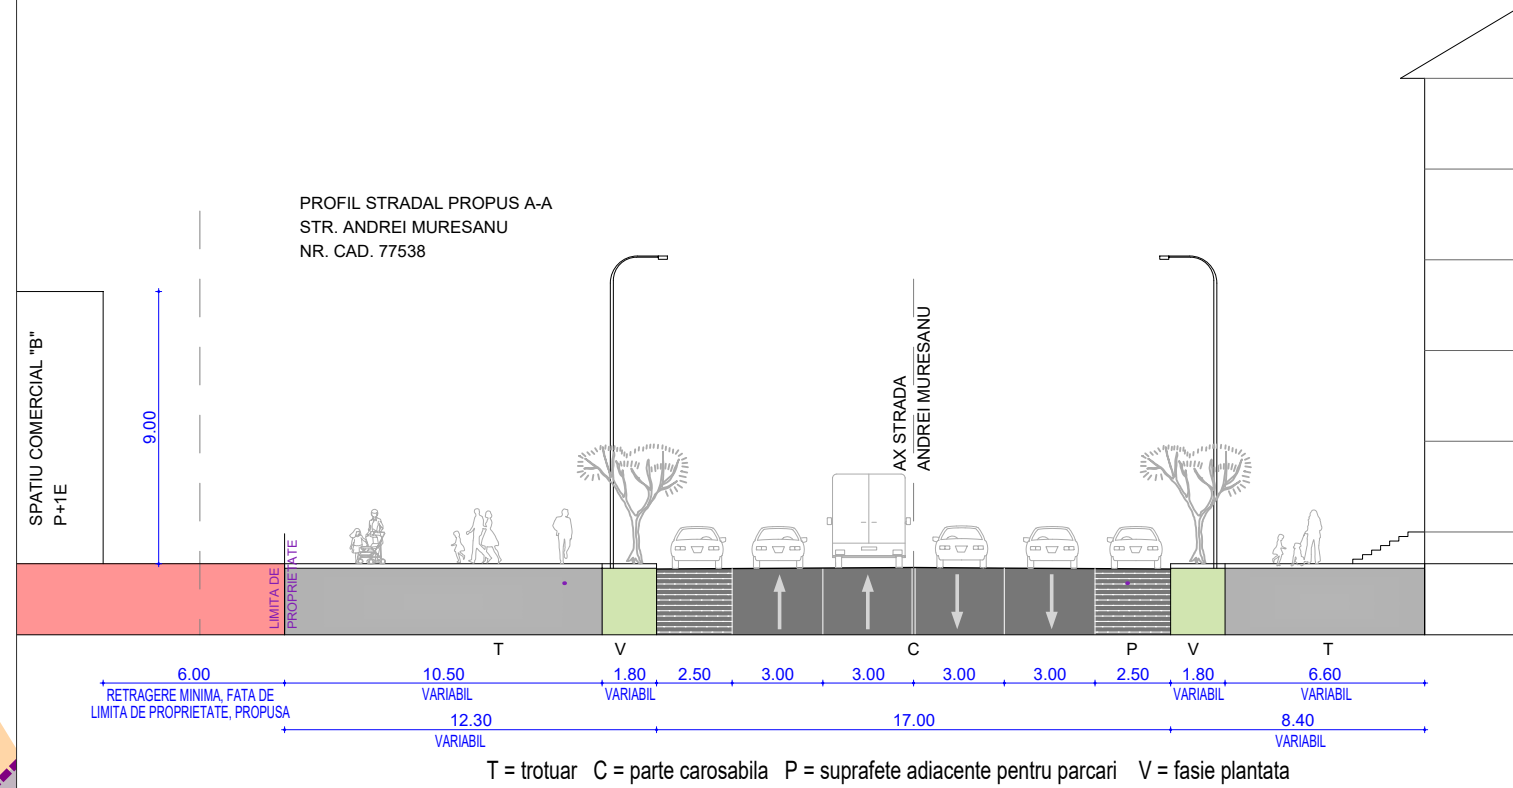 PROFIL STRADAL PROPUS A-A
STR. ANDREI MURESANU
NR. CAD. 77538
SPATIU COMERCIAL "B"
P+1E
9.00
LIMITA DE
PROPRIETATE
AX STRADA
ANDREI MURESANU
T V C P V T
6.00 10.50 1.80 2.50 3.00 3.00 3.00 3.00 2.50 1.80 6.60
RETRAGERE MINIMA, FATA DE
LIMITA DE PROPRIETATE, PROPUSA
VARIABIL VARIABIL VARIABIL VARIABIL
12.30 17.00 8.40
VARIABIL VARIABIL
T = trotuar C = parte carosabila P = suprafete adiacente pentru parcari V = fasie plantata